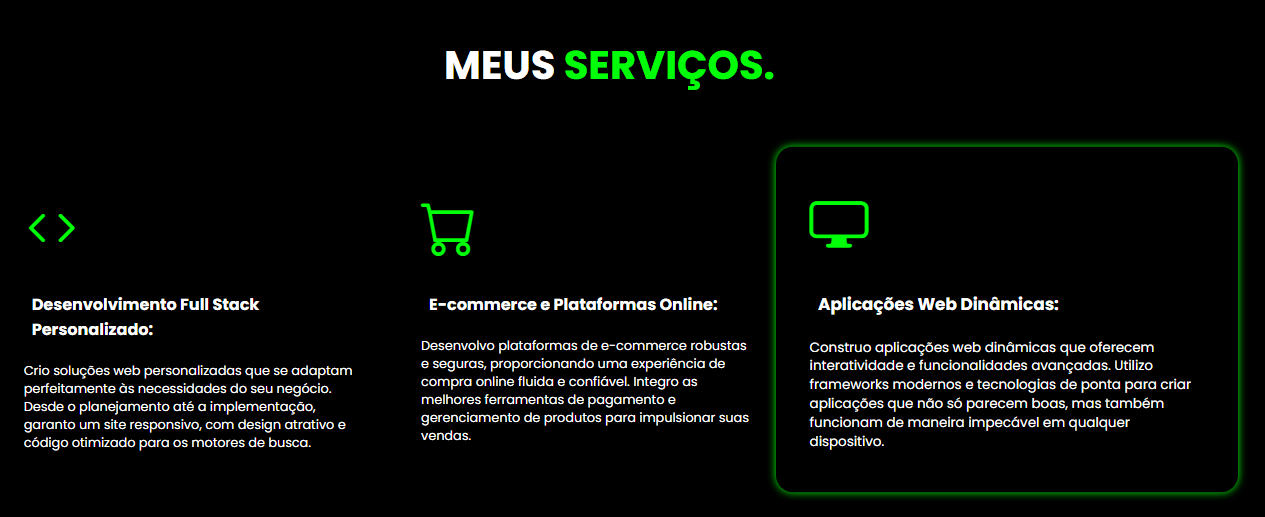 MEUS SERVIÇOS.
Desenvolvimento Full Stack
Personalizado:
Crio soluções web personalizadas que se adaptam
perfeitamente às necessidades do seu negócio.
Desde o planejamento até a implementação,
garanto um site responsivo, com design atrativo e
código otimizado para os motores de busca.
E-commerce e Plataformas Online:
Desenvolvo plataformas de e-commerce robustas
e seguras, proporcionando uma experiência de
compra online fluida e confiável. Integro as
melhores ferramentas de pagamento e
gerenciamento de produtos para impulsionar suas
vendas.
Aplicações Web Dinâmicas:
Construo aplicações web dinâmicas que oferecem
interatividade e funcionalidades avançadas. Utilizo
frameworks modernos e tecnologias de ponta para criar
aplicações que não só parecem boas, mas também
funcionam de maneira impecável em qualquer
dispositivo.